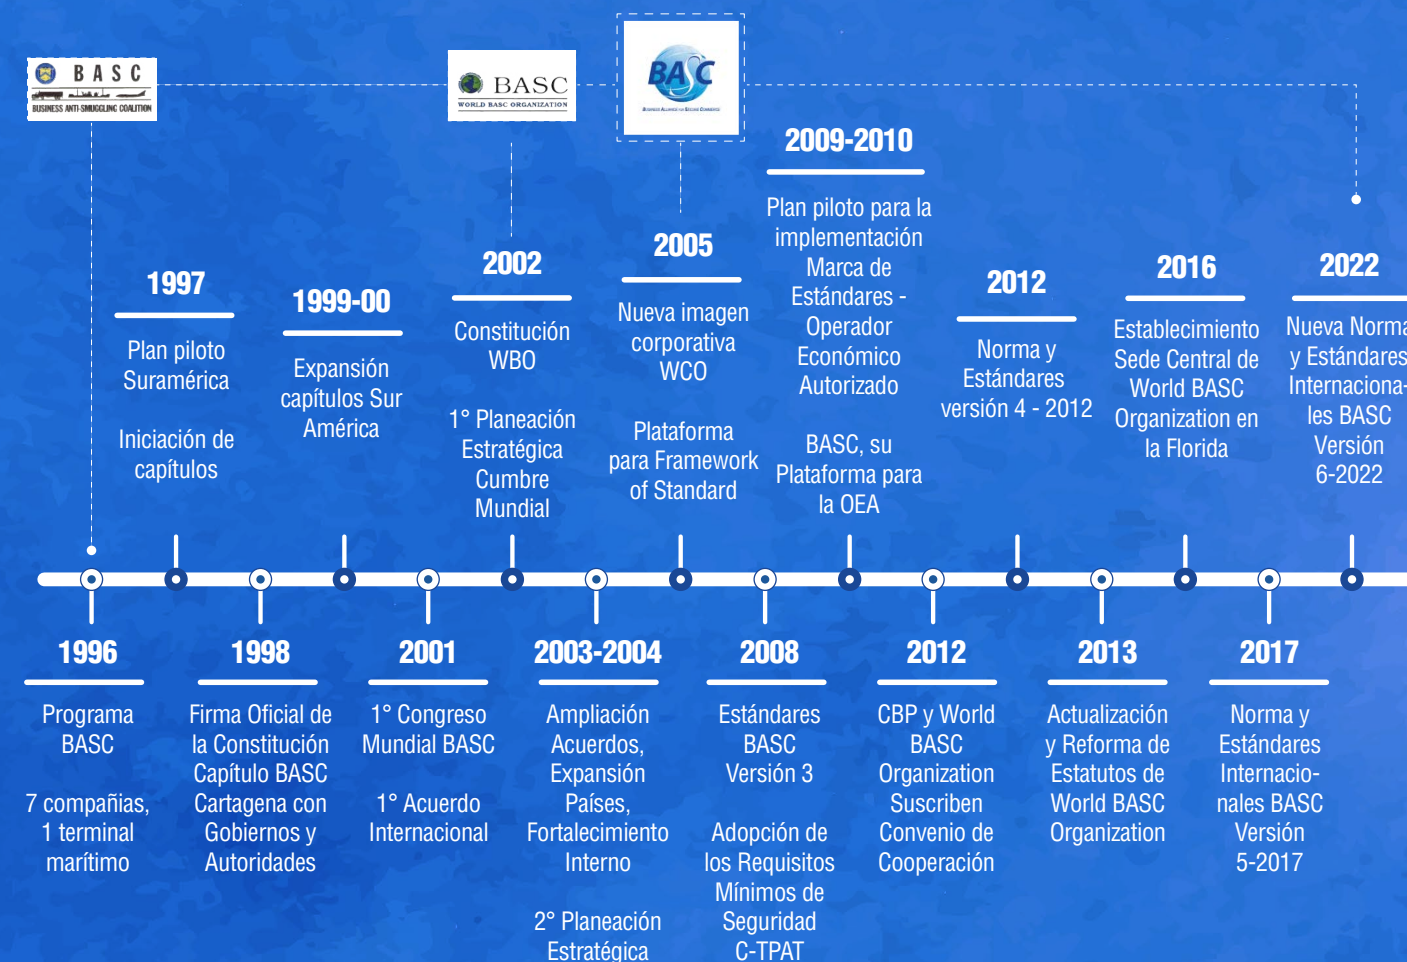 BASC
BUSINESS ANTI-SMUGGLING COALITION
BASC
WORLD BASC ORGANIZATION
BASC
BUSINESS ALLIANCE FOR SECURE COMMERCE
1997
Plan piloto
Suramérica
Iniciación de
capítulos
1999-00
Expansión
capítulos Sur
América
2002
Constitución
WBO
1° Planeación
Estratégica
Cumbre
Mundial
2005
Nueva imagen
corporativa
WCO
Plataforma
para Framework
of Standard
2009-2010
Plan piloto para la
implementación
Marca de
Estándares -
Operador
Económico
Autorizado
BASC, su
Plataforma para
la OEA
2012
Norma y
Estándares
versión 4 - 2012
2016
Establecimiento
Sede Central de
World BASC
Organization en
la Florida
2022
Nueva Norma
y Estándares
Internaciona-
les BASC
Versión
6-2022
1996
Programa
BASC
7 compañias,
1 terminal
marítimo
1998
Firma Oficial de
la Constitución
Capítulo BASC
Cartagena con
Gobiernos y
Autoridades
2001
1° Congreso
Mundial BASC
1° Acuerdo
Internacional
2003-2004
Ampliación
Acuerdos,
Expansión
Países,
Fortalecimiento
Interno
2° Planeación
Estratégica
2008
Estándares
BASC
Versión 3
Adopción de
los Requisitos
Mínimos de
Seguridad
C-TPAT
2012
CBP y World
BASC
Organization
Suscriben
Convenio de
Cooperación
2013
Actualización
y Reforma de
Estatutos de
World BASC
Organization
2017
Norma y
Estándares
Internacio-
nales BASC
Versión
5-2017